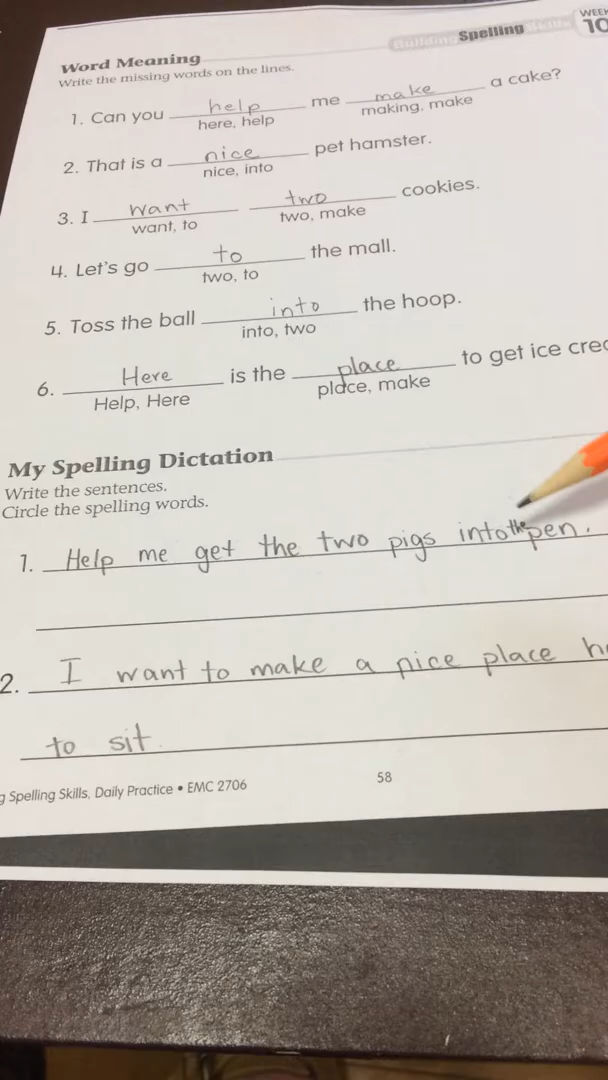 Building Spelling Skills WEEK 10
Word Meaning
Write the missing words on the lines.
1. Can you help me make a cake?
here, help making, make
2. That is a nice pet hamster.
nice, into
3. I want two cookies.
want, to two, make
4. Let's go to the mall.
two, to
5. Toss the ball into the hoop.
into, two
6. Here is the place to get ice
Help, Here place, make
My Spelling Dictation
Write the sentences.
Circle the spelling words.
1. Help me get the two pigs into the pen.
2. I want to make a nice place
to sit
Spelling Skills, Daily Practice • EMC 2706 58